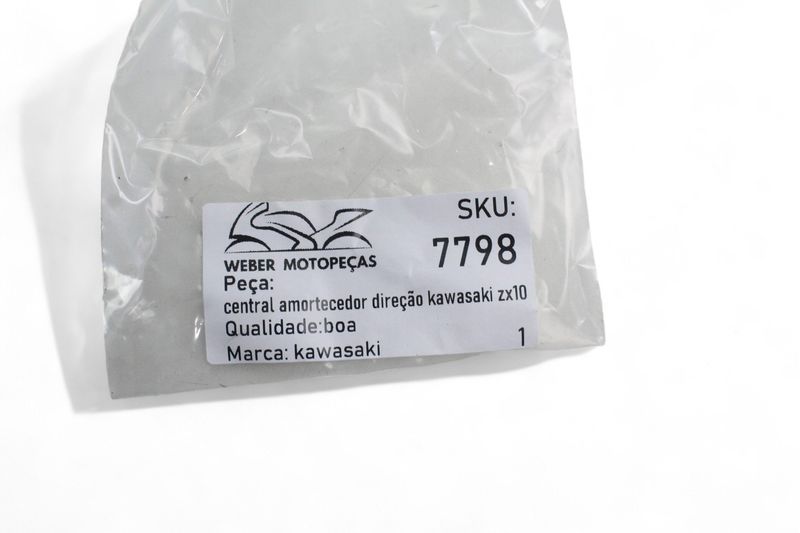 SKU:
7798
WEBER MOTOPEÇAS
Peça:
central amortecedor direção kawasaki zx10
Qualidade:boa
Marca: kawasaki
1